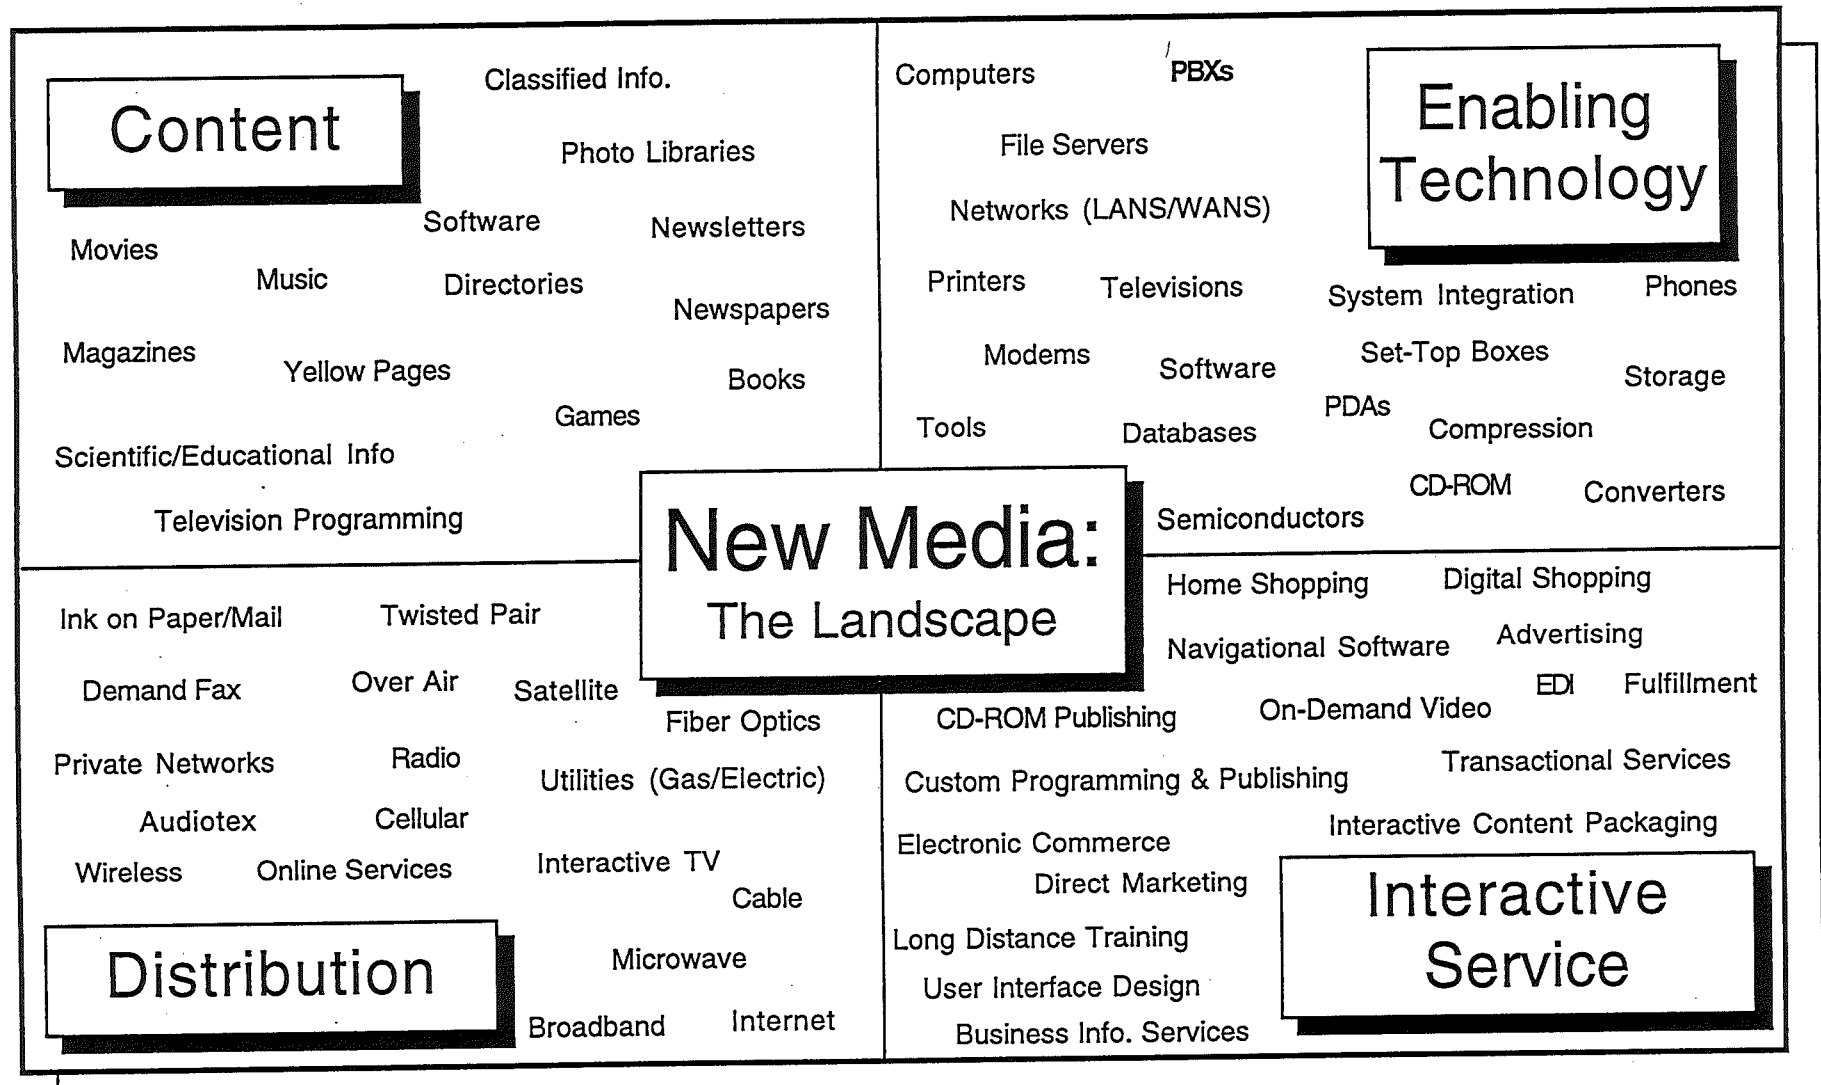 Content
Classified Info.
Photo Libraries
Software
Newsletters
Movies
Music
Directories
Newspapers
Magazines
Yellow Pages
Books
Games
Scientific/Educational Info
Television Programming
Computers
PBXs
Enabling
Technology
File Servers
Networks (LANS/WANS)
Printers
Televisions
System Integration
Phones
Modems
Software
Set-Top Boxes
Storage
PDAs
Tools
Databases
Compression
CD-ROM
Converters
Semiconductors
New Media:
The Landscape
Ink on Paper/Mail
Twisted Pair
Demand Fax
Over Air
Satellite
Fiber Optics
Private Networks
Radio
Utilities (Gas/Electric)
Audiotex
Cellular
Wireless
Online Services
Interactive TV
Cable
Distribution
Microwave
Broadband
Internet
Home Shopping
Digital Shopping
Navigational Software
Advertising
EDI
Fulfillment
CD-ROM Publishing
On-Demand Video
Custom Programming & Publishing
Transactional Services
Interactive Content Packaging
Electronic Commerce
Direct Marketing
Interactive
Service
Long Distance Training
User Interface Design
Business Info. Services